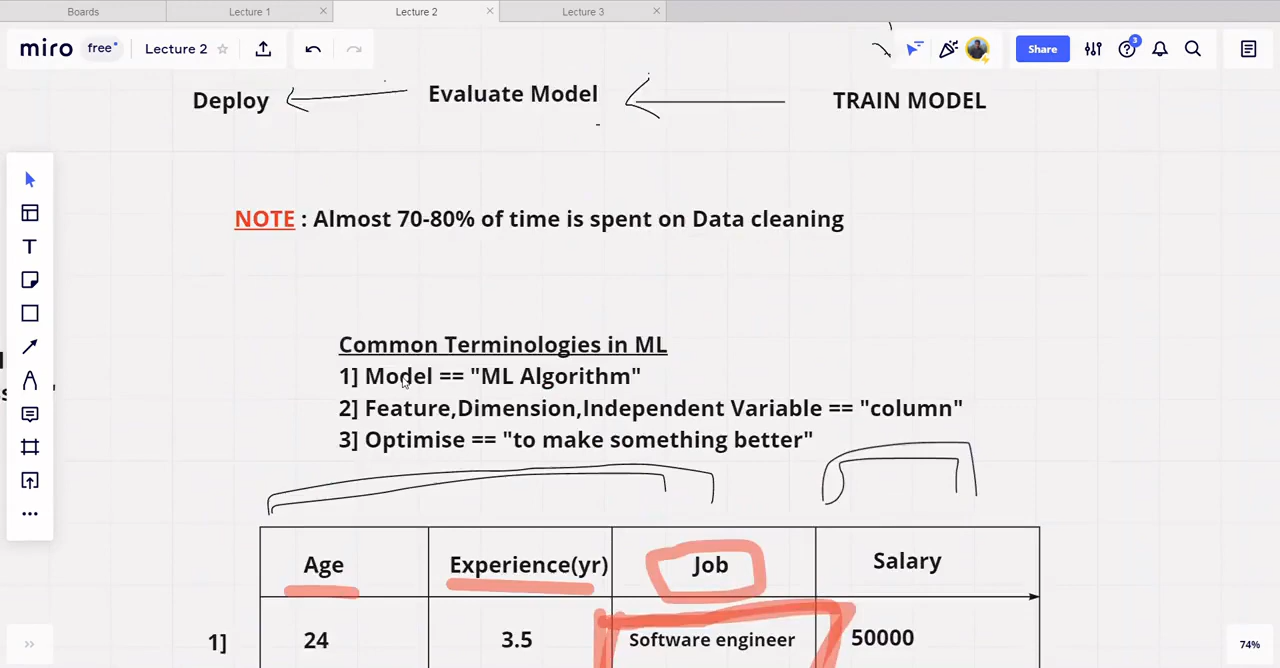 Boards
Lecture 1
Lecture 2
Lecture 3
miro free Lecture 2
Share
3
Deploy
Evaluate Model
TRAIN MODEL
NOTE : Almost 70-80% of time is spent on Data cleaning
Common Terminologies in ML
1] Model == "ML Algorithm"
2] Feature,Dimension,Independent Variable == "column"
3] Optimise == "to make something better"
Age Experience(yr) Job Salary
1] 24 3.5 Software engineer 50000
74%